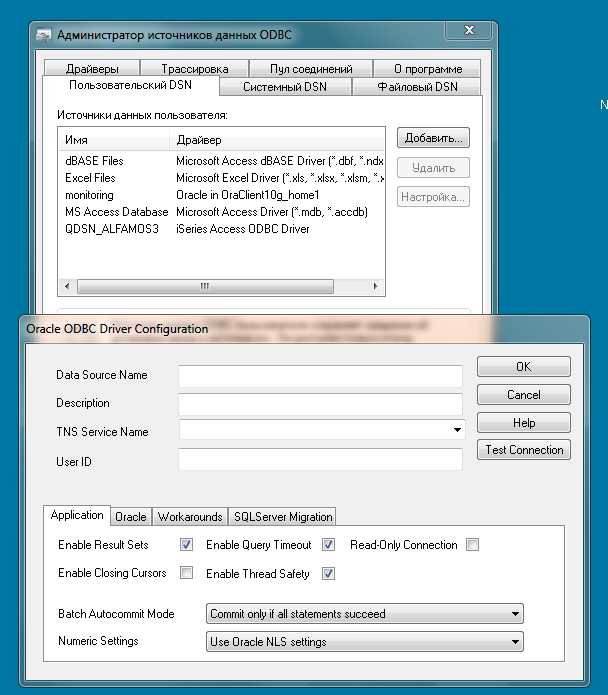 Администратор источников данных ODBC
Драйверы Трассировка Пул соединений О программе
Пользовательский DSN Системный DSN Файловый DSN
Источники данных пользователя:
Имя Драйвер
dBASE Files Microsoft Access dBASE Driver (*.dbf, *.ndx
Excel Files Microsoft Excel Driver (*.xls, *.xlsx, *.xlsm, *.x
monitoring Oracle in OraClient10g_home1
MS Access Database Microsoft Access Driver (*.mdb, *.accdb)
QDSN_ALFAMOS3 iSeries Access ODBC Driver
Добавить...
Удалить
Настройка...
N
Oracle ODBC Driver Configuration
Data Source Name
Description
TNS Service Name
User ID
OK
Cancel
Help
Test Connection
Application Oracle Workarounds SQLServer Migration
Enable Result Sets Enable Query Timeout Read-Only Connection
Enable Closing Cursors Enable Thread Safety
Batch Autocommit Mode Commit only if all statements succeed
Numeric Settings Use Oracle NLS settings